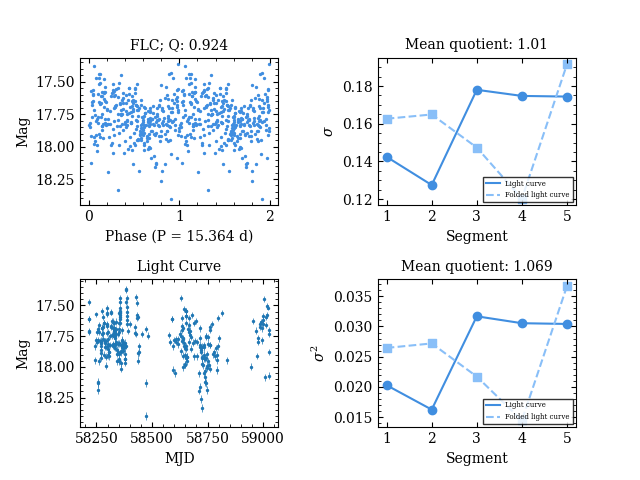 FLC; Q: 0.924
Mag
17.50
17.75
18.00
18.25
0
1
2
Phase (P = 15.364 d)
Mean quotient: 1.01
σ
0.18
0.16
0.14
0.12
Light curve
Folded light curve
1 2 3 4 5
Segment
Light Curve
Mag
17.50
17.75
18.00
18.25
58250 58500 58750 59000
MJD
Mean quotient: 1.069
σ²
0.035
0.030
0.025
0.020
0.015
Light curve
Folded light curve
1 2 3 4 5
Segment